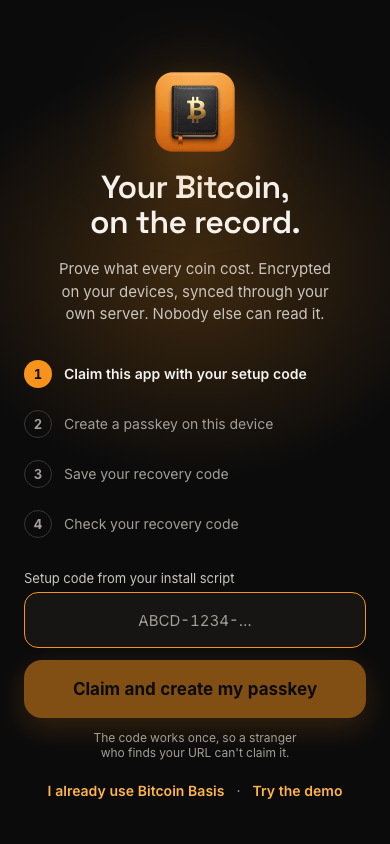 ₿
Your Bitcoin,
on the record.
Prove what every coin cost. Encrypted
on your devices, synced through your
own server. Nobody else can read it.
1 Claim this app with your setup code
2 Create a passkey on this device
3 Save your recovery code
4 Check your recovery code
Setup code from your install script
ABCD-1234-...
Claim and create my passkey
The code works once, so a stranger
who finds your URL can't claim it.
I already use Bitcoin Basis · Try the demo